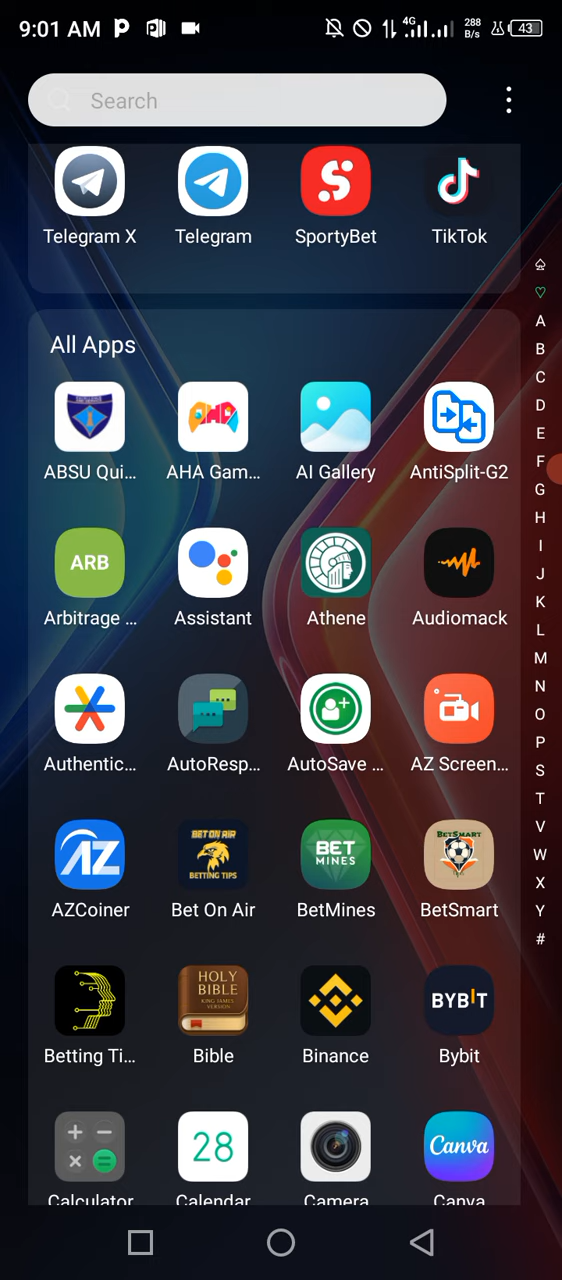 9:01 AM
4G
288
B/s
43
Search
Telegram X
Telegram
SportyBet
TikTok
All Apps
ABSU Qui...
AHA Gam...
AI Gallery
AntiSplit-G2
ARB
Arbitrage ...
Assistant
Athene
Audiomack
Authentic...
AutoResp...
AutoSave ...
AZ Screen...
AZ
BET ON AIR
BETTING TIPS
BET
MINES
BETSMART
AZCoiner
Bet On Air
BetMines
BetSmart
HOLY
BIBLE
KING JAMES
VERSION
BYBIT
Betting Ti...
Bible
Binance
Bybit
28
Canva
Calculator
Calendar
Camera
Canva
A
B
C
D
E
F
G
H
I
J
K
L
M
N
O
P
S
T
V
W
X
Y
#